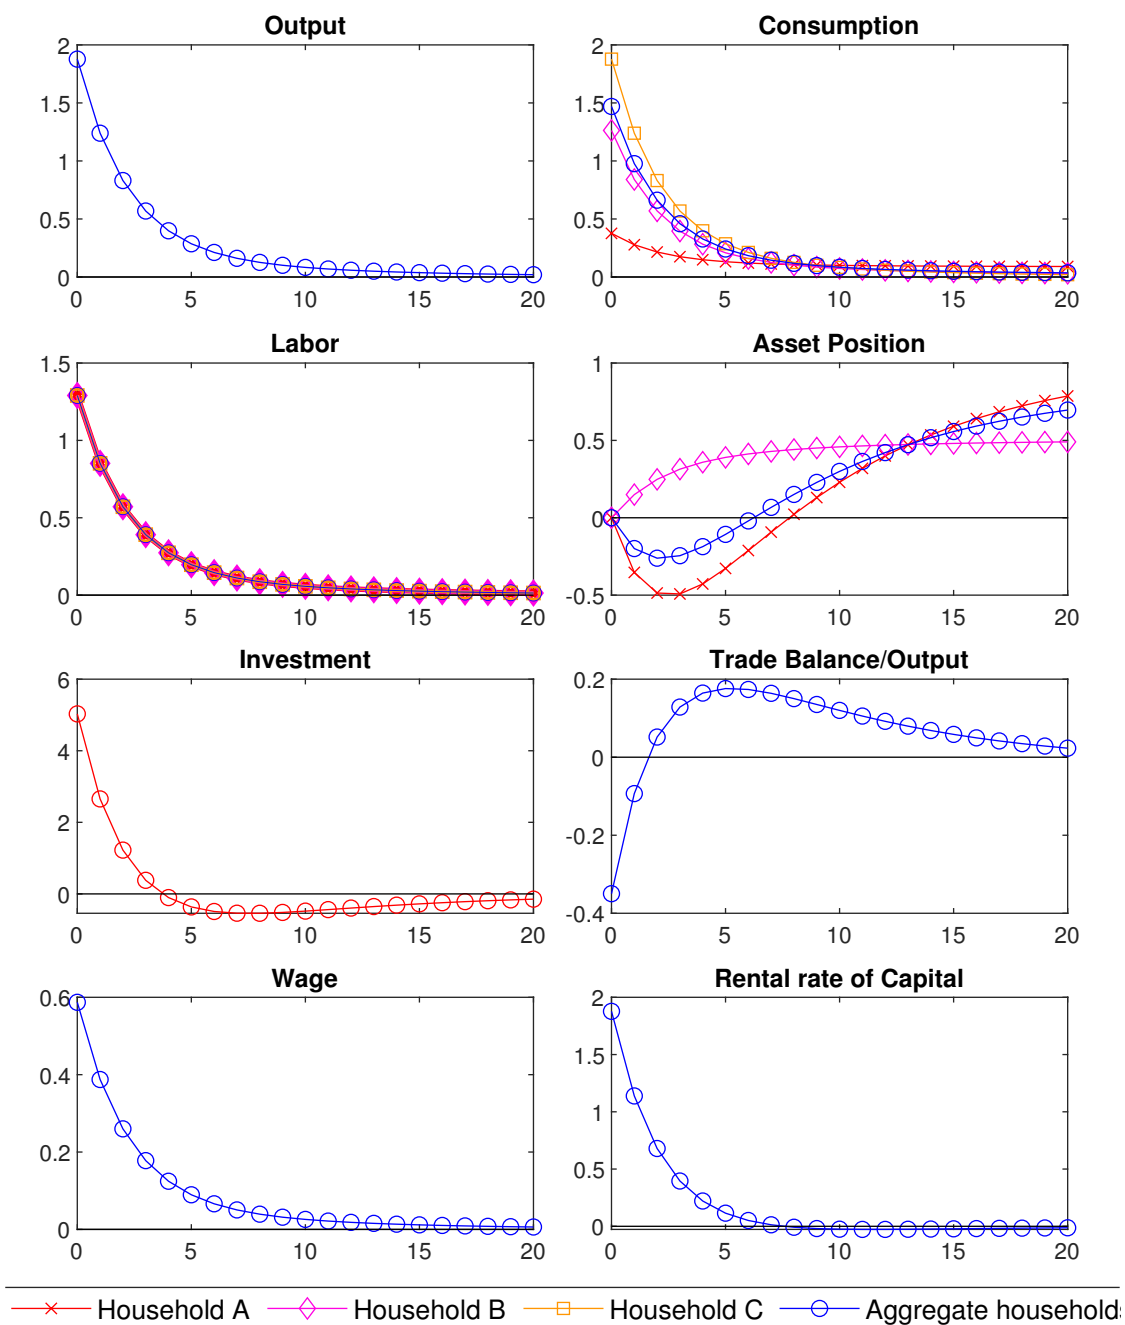 Output
2
1.5
1
0.5
0
0 5 10 15 20
Consumption
2
1.5
1
0.5
0
0 5 10 15 20
Labor
1.5
1
0.5
0
0 5 10 15 20
Asset Position
1
0.5
0
-0.5
0 5 10 15 20
Investment
6
4
2
0
0 5 10 15 20
Trade Balance/Output
0.2
0
-0.2
-0.4
0 5 10 15 20
Wage
0.6
0.4
0.2
0
0 5 10 15 20
Rental rate of Capital
2
1.5
1
0.5
0
0 5 10 15 20
Household A Household B Household C Aggregate households